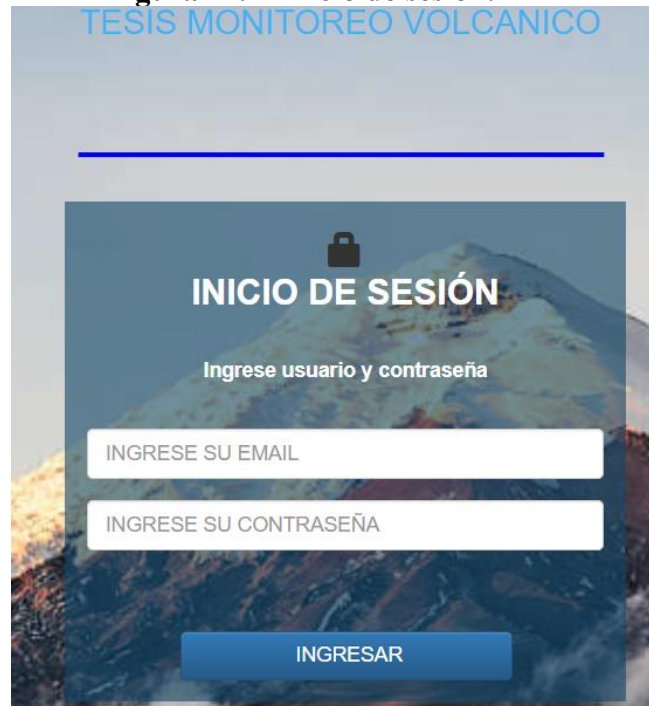 TESIS MONITOREO VOLCANICO
INICIO DE SESIÓN
Ingrese usuario y contraseña
INGRESE SU EMAIL
INGRESE SU CONTRASEÑA
INGRESAR